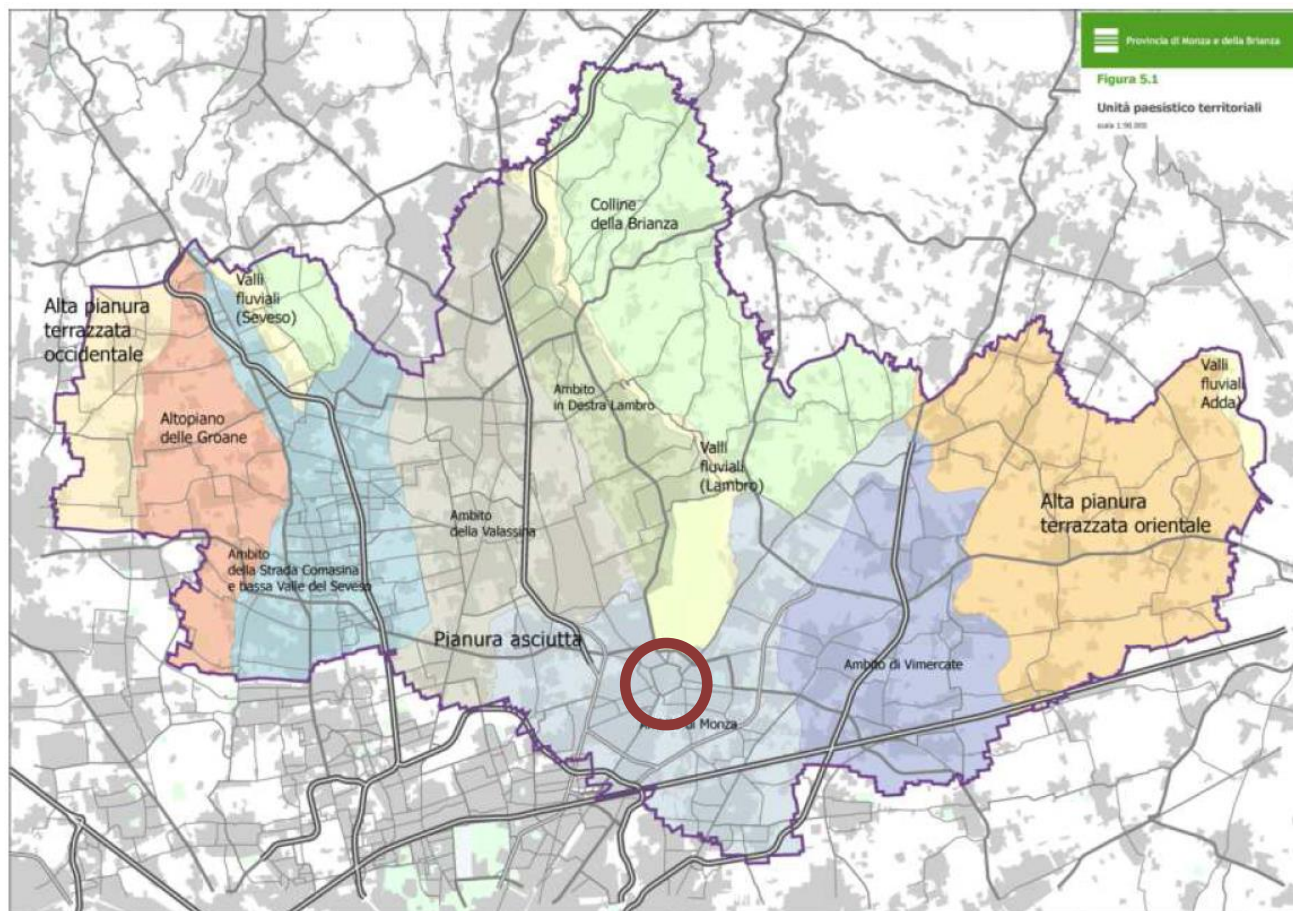 Provincia di Monza e della Brianza
Figura 5.1
Unità paesistico territoriali
Colline
della Brianza
Valli
fluviali
(Seveso)
Alta pianura
terrazzata
occidentale
Valli
fluviali
Adda)
Ambito
in Destra Lambro
Altopiano
delle Groane
Valli
fluviali
(Lambro)
Alta pianura
terrazzata orientale
Ambito
della Valassina
Ambito
della Strada Comasina
e bassa Valle del Seveso
Pianura asciutta
Ambito di Vimercate
di Monza